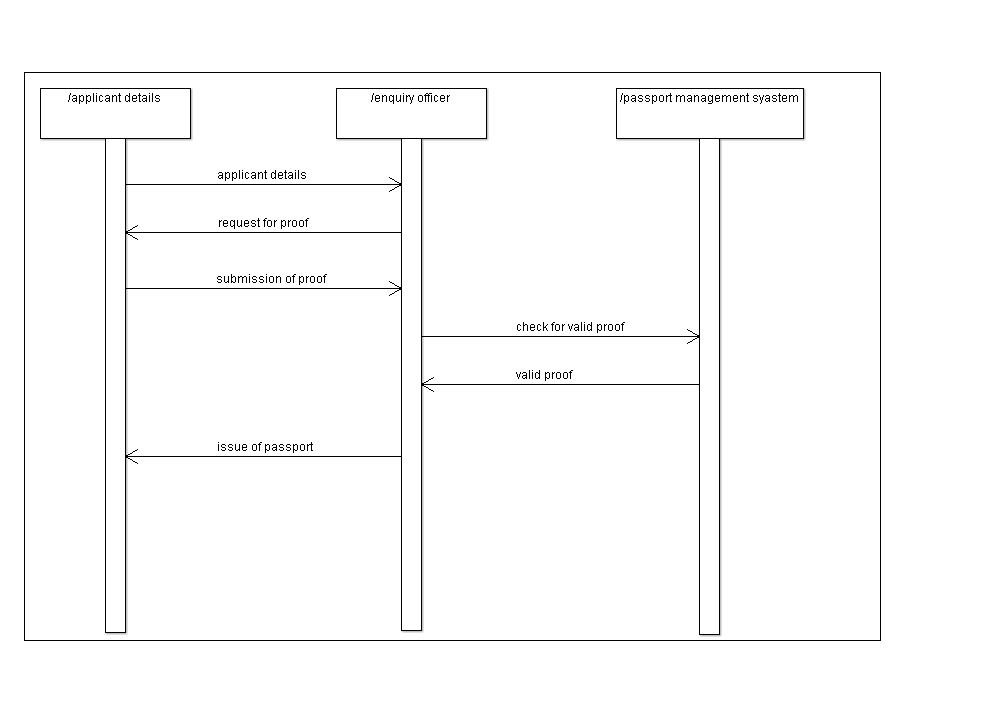 /applicant details
/enquiry officer
/passport management syastem
applicant details
request for proof
submission of proof
check for valid proof
valid proof
issue of passport